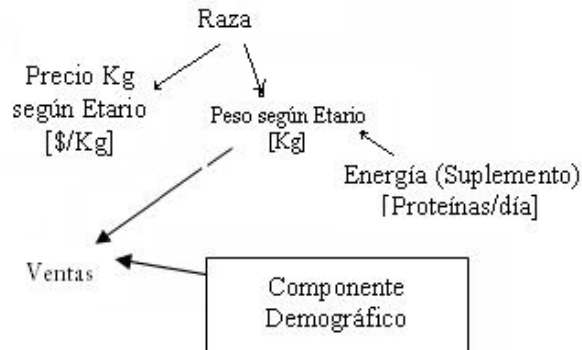 Raza
Precio Kg
según Etario
[$/Kg]
Peso según Etario
[Kg]
Energía (Suplemento)
[Proteínas/día]
Ventas
Componente
Demográfico